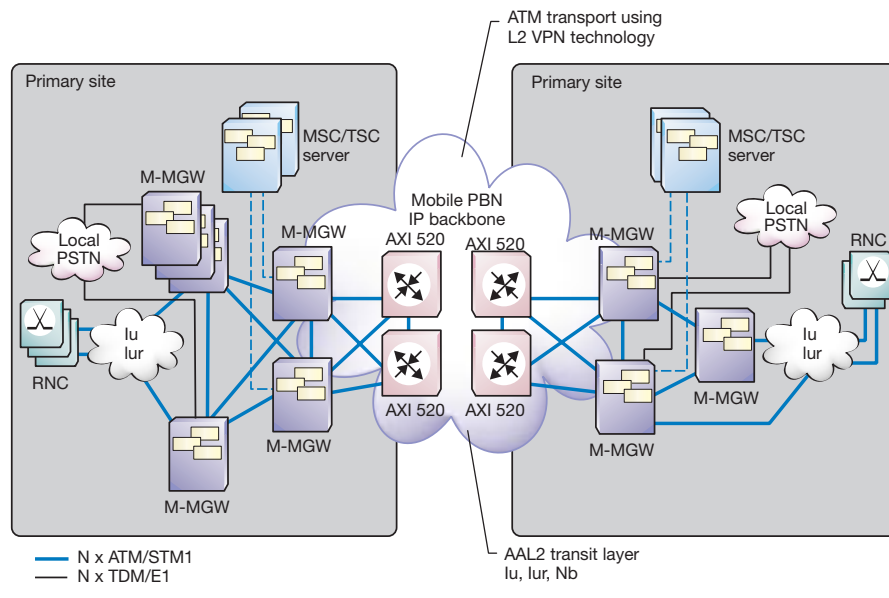 ATM transport using
L2 VPN technology
Primary site
MSC/TSC
server
M-MGW
Local
PSTN
RNC
Iu
Iur
M-MGW
M-MGW
M-MGW
Mobile PBN
IP backbone
AXI 520
AXI 520
AXI 520
AXI 520
Primary site
MSC/TSC
server
M-MGW
Local
PSTN
RNC
Iu
Iur
M-MGW
M-MGW
AAL2 transit layer
Iu, Iur, Nb
N x ATM/STM1
N x TDM/E1